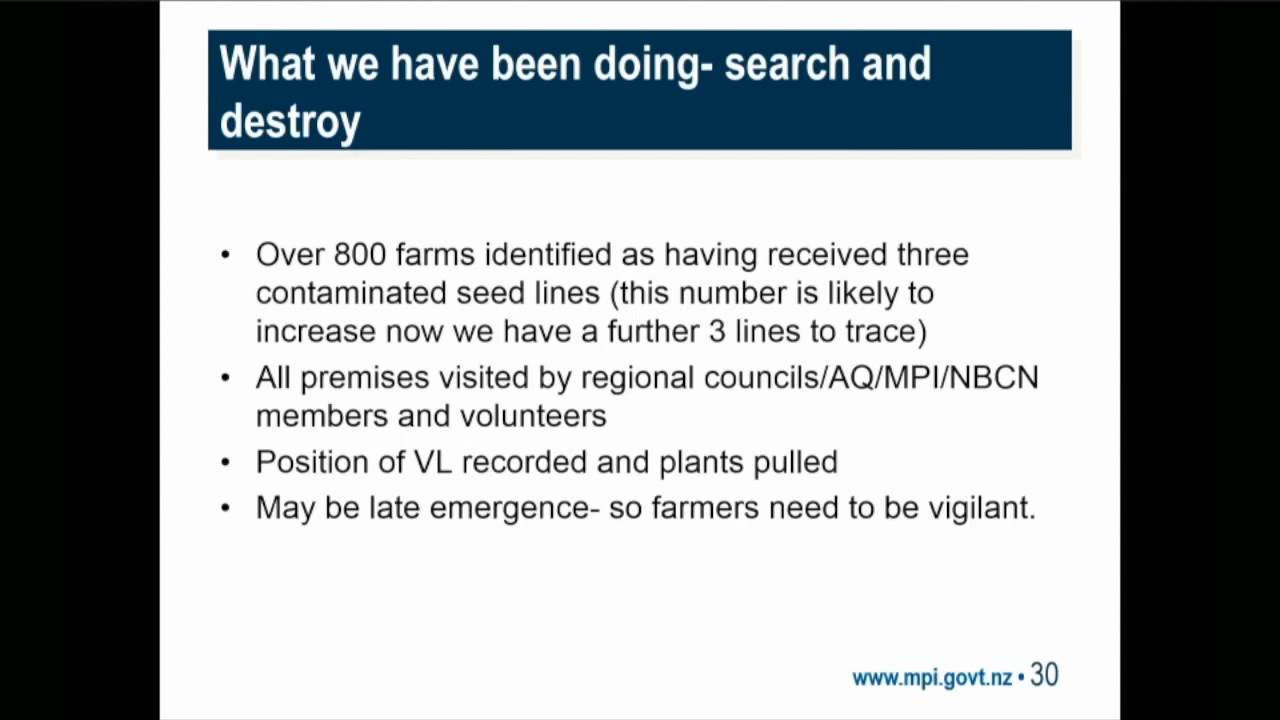 What we have been doing- search and
destroy
• Over 800 farms identified as having received three
contaminated seed lines (this number is likely to
increase now we have a further 3 lines to trace)
• All premises visited by regional councils/AQ/MPI/NBCN
members and volunteers
• Position of VL recorded and plants pulled
• May be late emergence- so farmers need to be vigilant.
www.mpi.govt.nz • 30